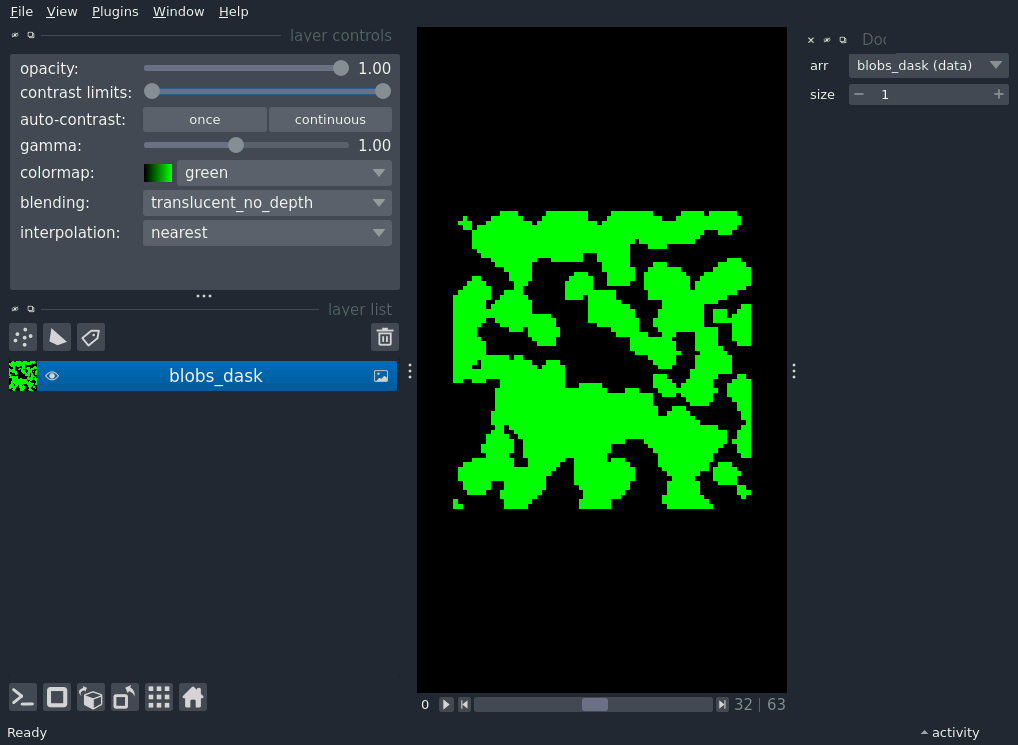 File View Plugins Window Help
layer controls
opacity: 1.00
contrast limits:
auto-contrast: once continuous
gamma: 1.00
colormap: green
blending: translucent_no_depth
interpolation: nearest
layer list
blobs_dask
Doc
arr blobs_dask (data)
size 1
0 32 | 63
Ready
activity